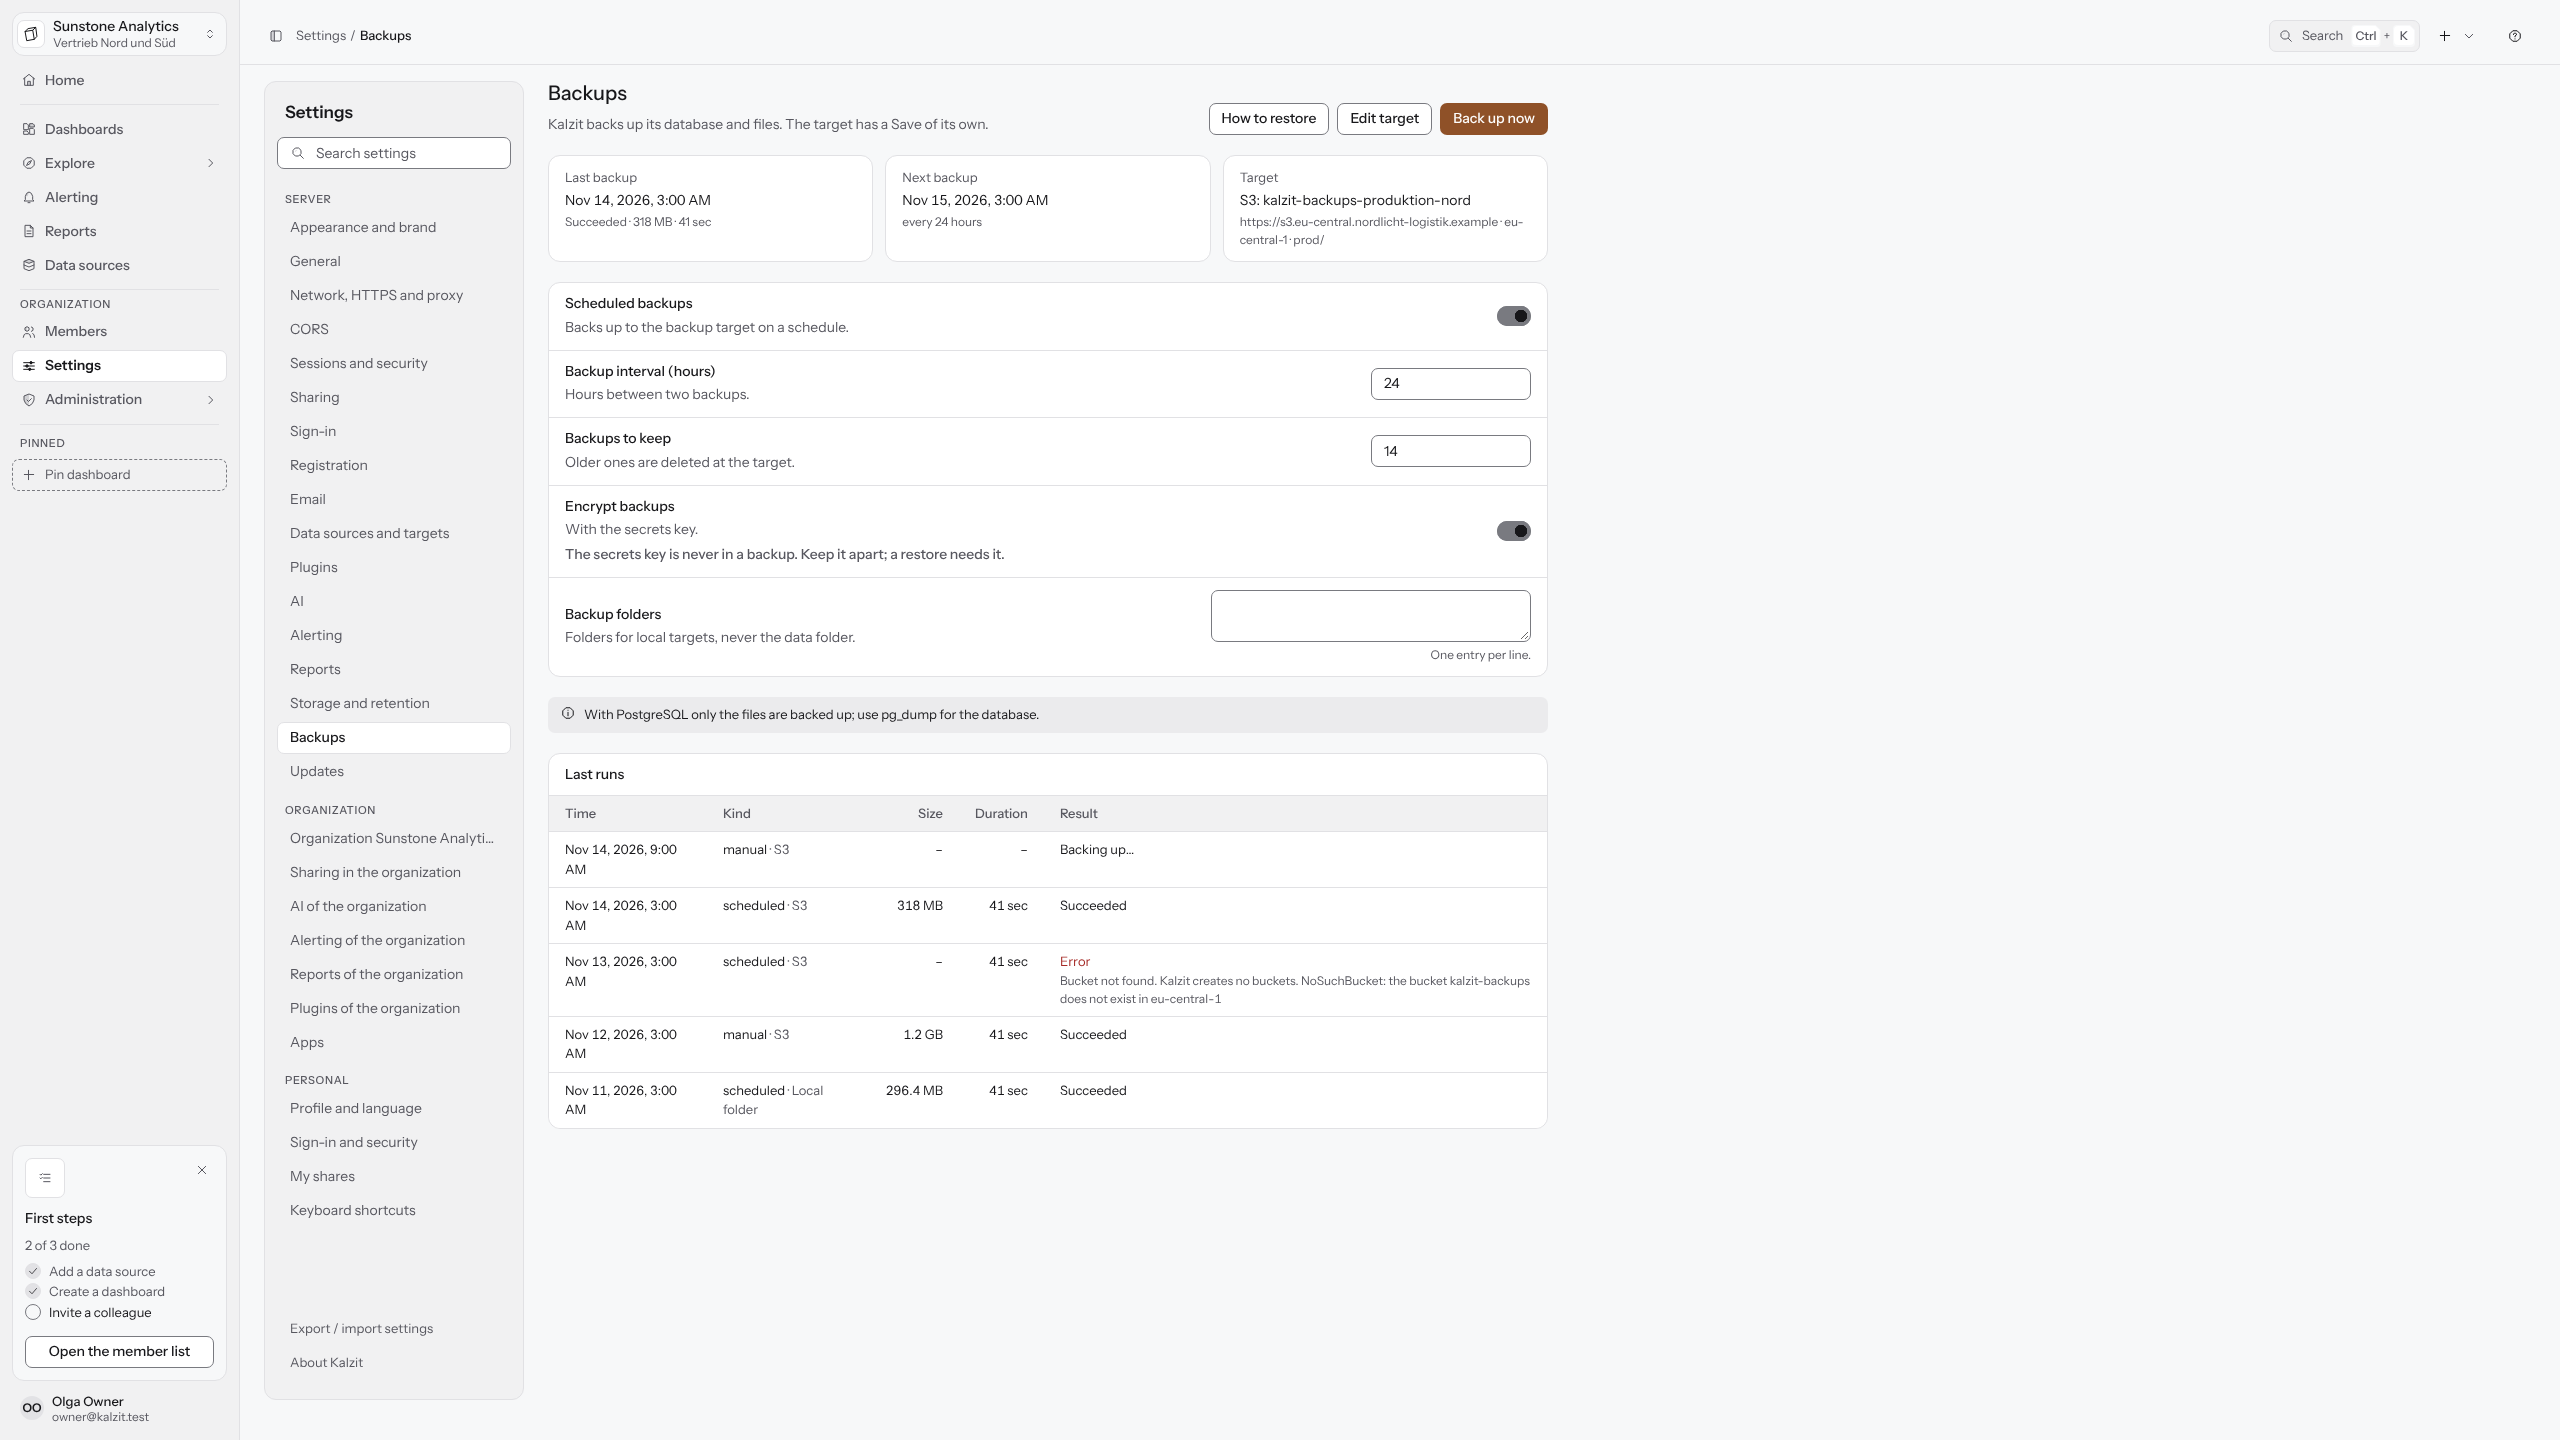 Sunstone Analytics
Vertrieb Nord und Süd
Home
Dashboards
Explore
Alerting
Reports
Data sources
ORGANIZATION
Members
Settings
Administration
PINNED
Pin dashboard
First steps
2 of 3 done
Add a data source
Create a dashboard
Invite a colleague
Open the member list
OO
Olga Owner
owner@kalzit.test
Settings / Backups
Search Ctrl + K
Settings
Search settings
SERVER
Appearance and brand
General
Network, HTTPS and proxy
CORS
Sessions and security
Sharing
Sign-in
Registration
Email
Data sources and targets
Plugins
AI
Alerting
Reports
Storage and retention
Backups
Updates
ORGANIZATION
Organization Sunstone Analyti...
Sharing in the organization
AI of the organization
Alerting of the organization
Reports of the organization
Plugins of the organization
Apps
PERSONAL
Profile and language
Sign-in and security
My shares
Keyboard shortcuts
Export / import settings
About Kalzit
Backups
Kalzit backs up its database and files. The target has a Save of its own.
How to restore
Edit target
Back up now
Last backup
Nov 14, 2026, 3:00 AM
Succeeded · 318 MB · 41 sec
Next backup
Nov 15, 2026, 3:00 AM
every 24 hours
Target
S3: kalzit-backups-produktion-nord
https://s3.eu-central.nordlicht-logistik.example · eu-
central-1 · prod/
Scheduled backups
Backs up to the backup target on a schedule.
Backup interval (hours)
Hours between two backups.
24
Backups to keep
Older ones are deleted at the target.
14
Encrypt backups
With the secrets key.
The secrets key is never in a backup. Keep it apart; a restore needs it.
Backup folders
Folders for local targets, never the data folder.
One entry per line.
With PostgreSQL only the files are backed up; use pg_dump for the database.
Last runs
Time Kind Size Duration Result
Nov 14, 2026, 9:00 manual · S3 – – Backing up...
AM
Nov 14, 2026, 3:00 scheduled · S3 318 MB 41 sec Succeeded
AM
Nov 13, 2026, 3:00 scheduled · S3 – 41 sec Error
AM
Bucket not found. Kalzit creates no buckets. NoSuchBucket: the bucket kalzit-backups
does not exist in eu-central-1
Nov 12, 2026, 3:00 manual · S3 1.2 GB 41 sec Succeeded
AM
Nov 11, 2026, 3:00 scheduled · Local 296.4 MB 41 sec Succeeded
AM folder